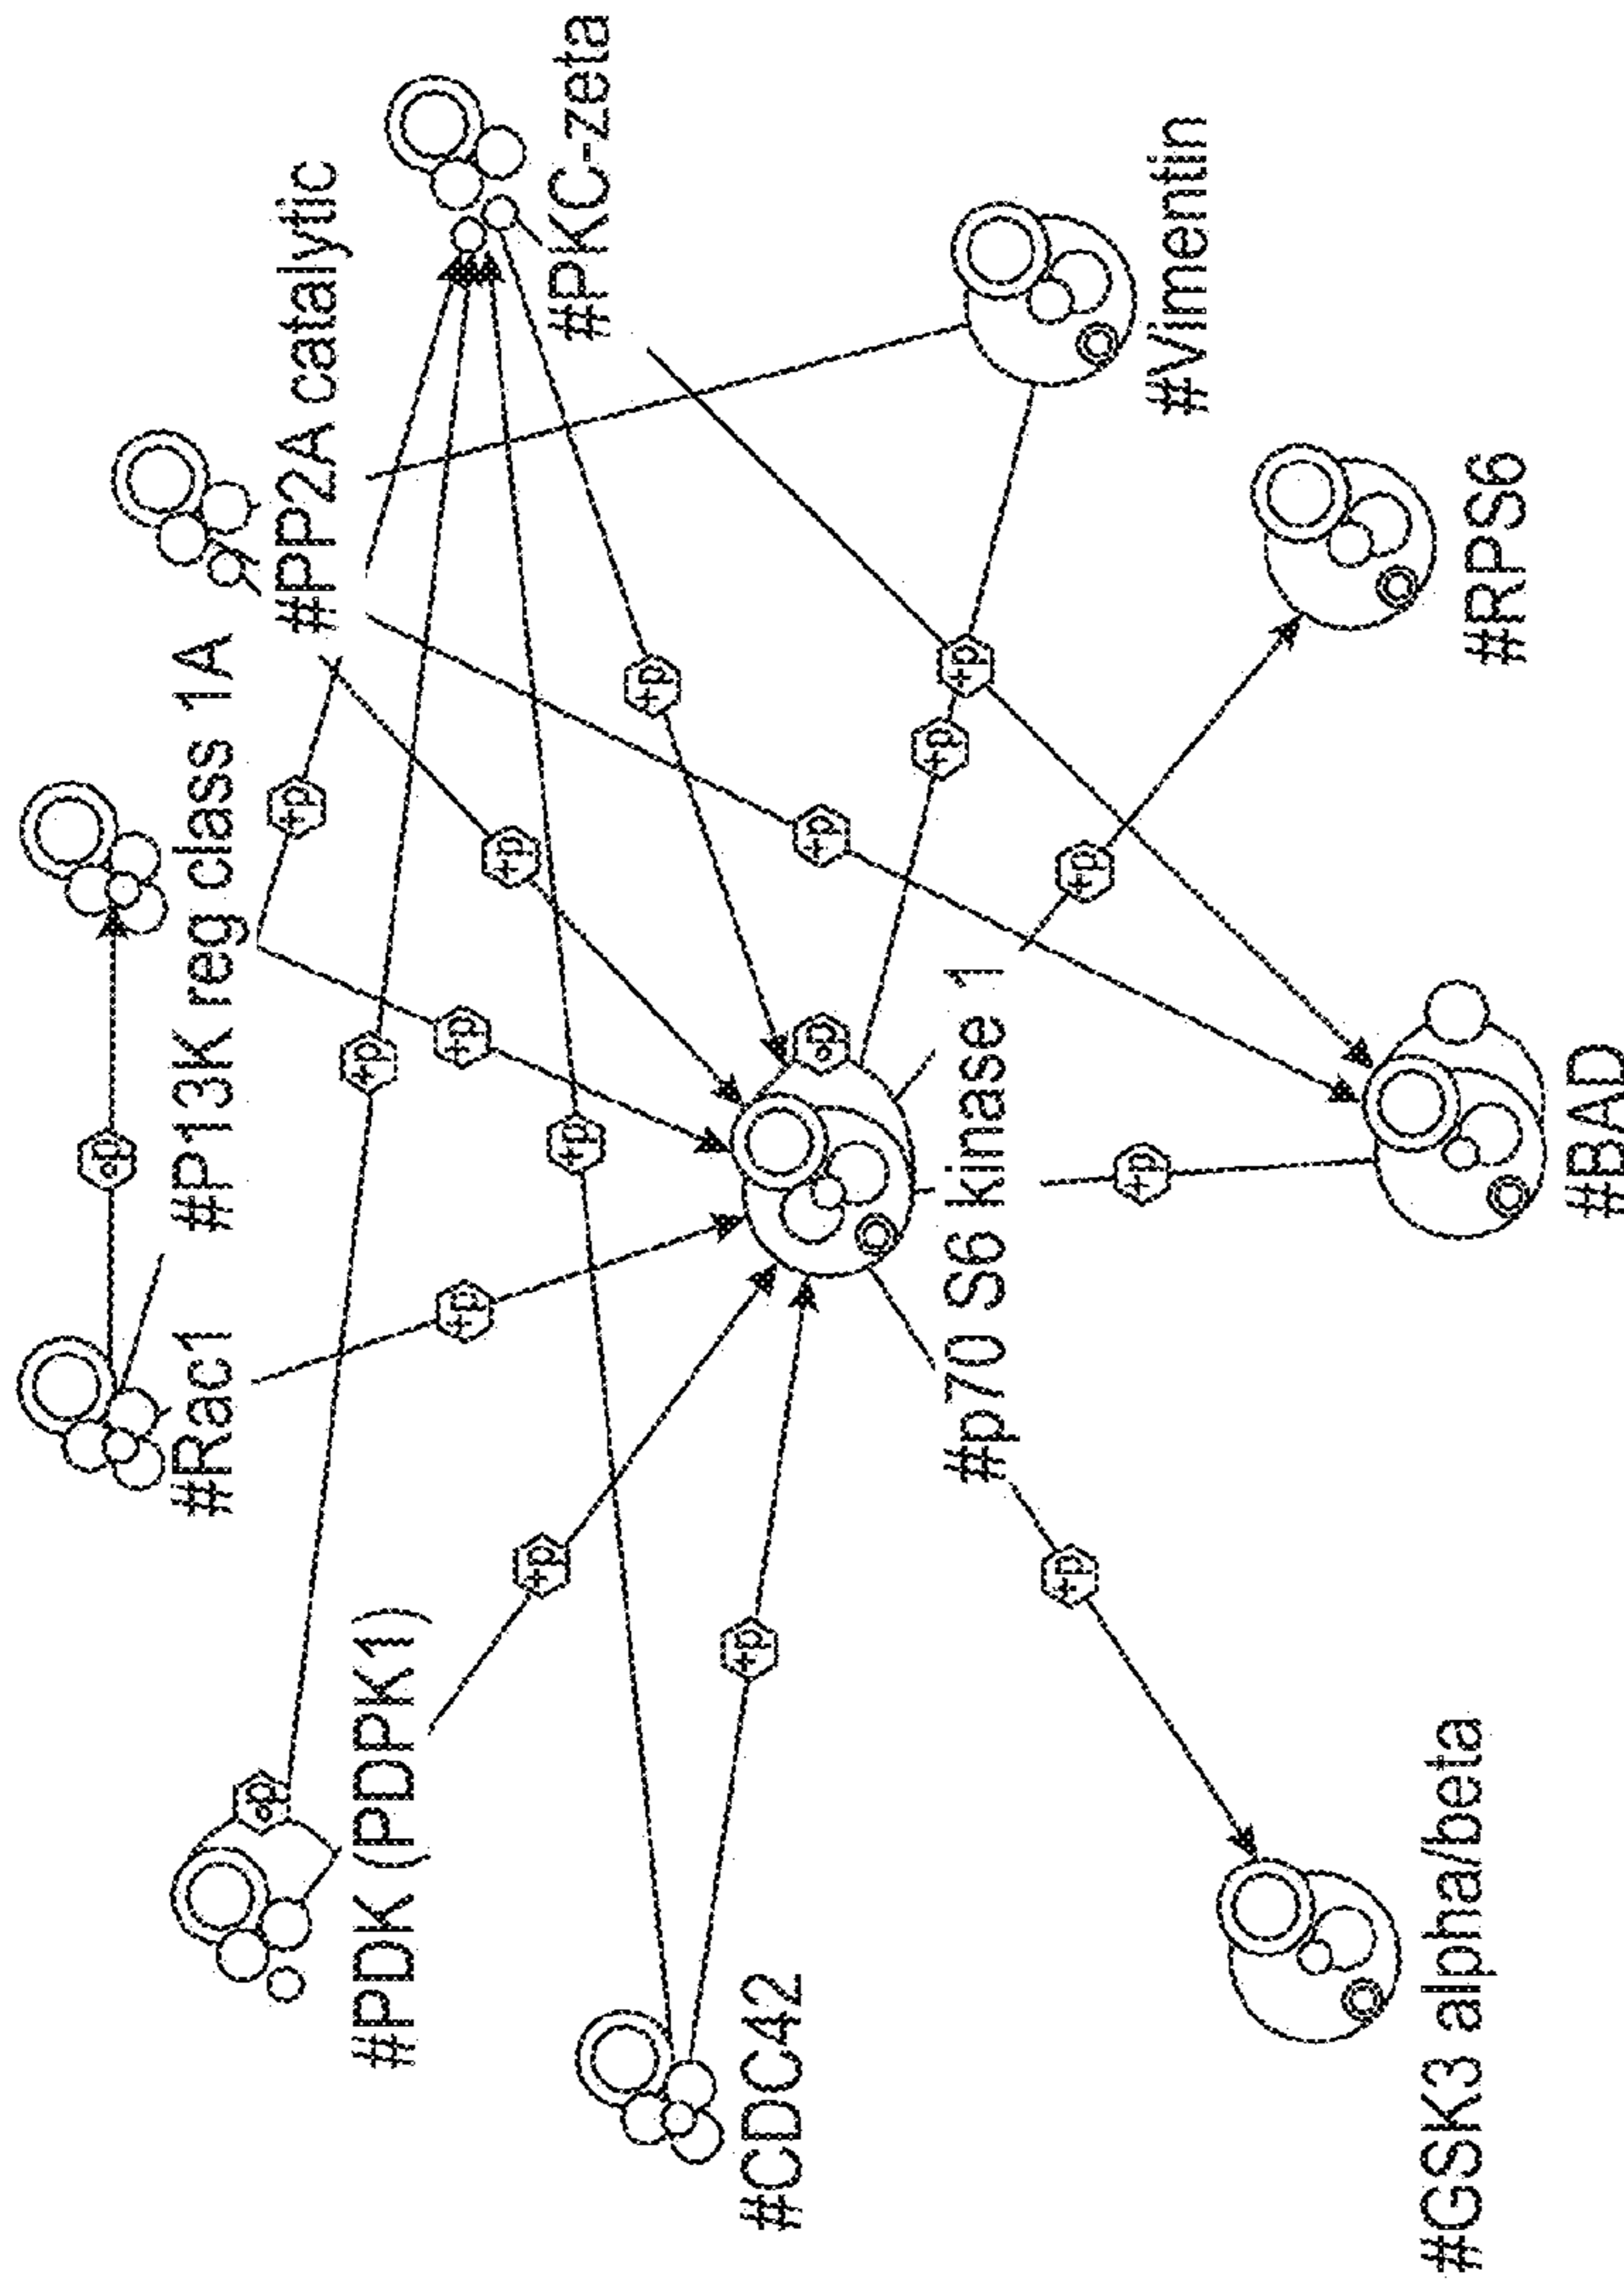 #Rac1
#P13K reg class 1A
+p
#PP2A catalytic
+p
#PDK (PDPK1)
+p
+p
+p
+p
+p
#PKC-zeta
+p
+p
#CDC42
+p
+p
+p
#p70 S6 kinase 1
+p
+p
+p
#Vimentin
#GSK3 alpha/beta
#RPS6
#BAD